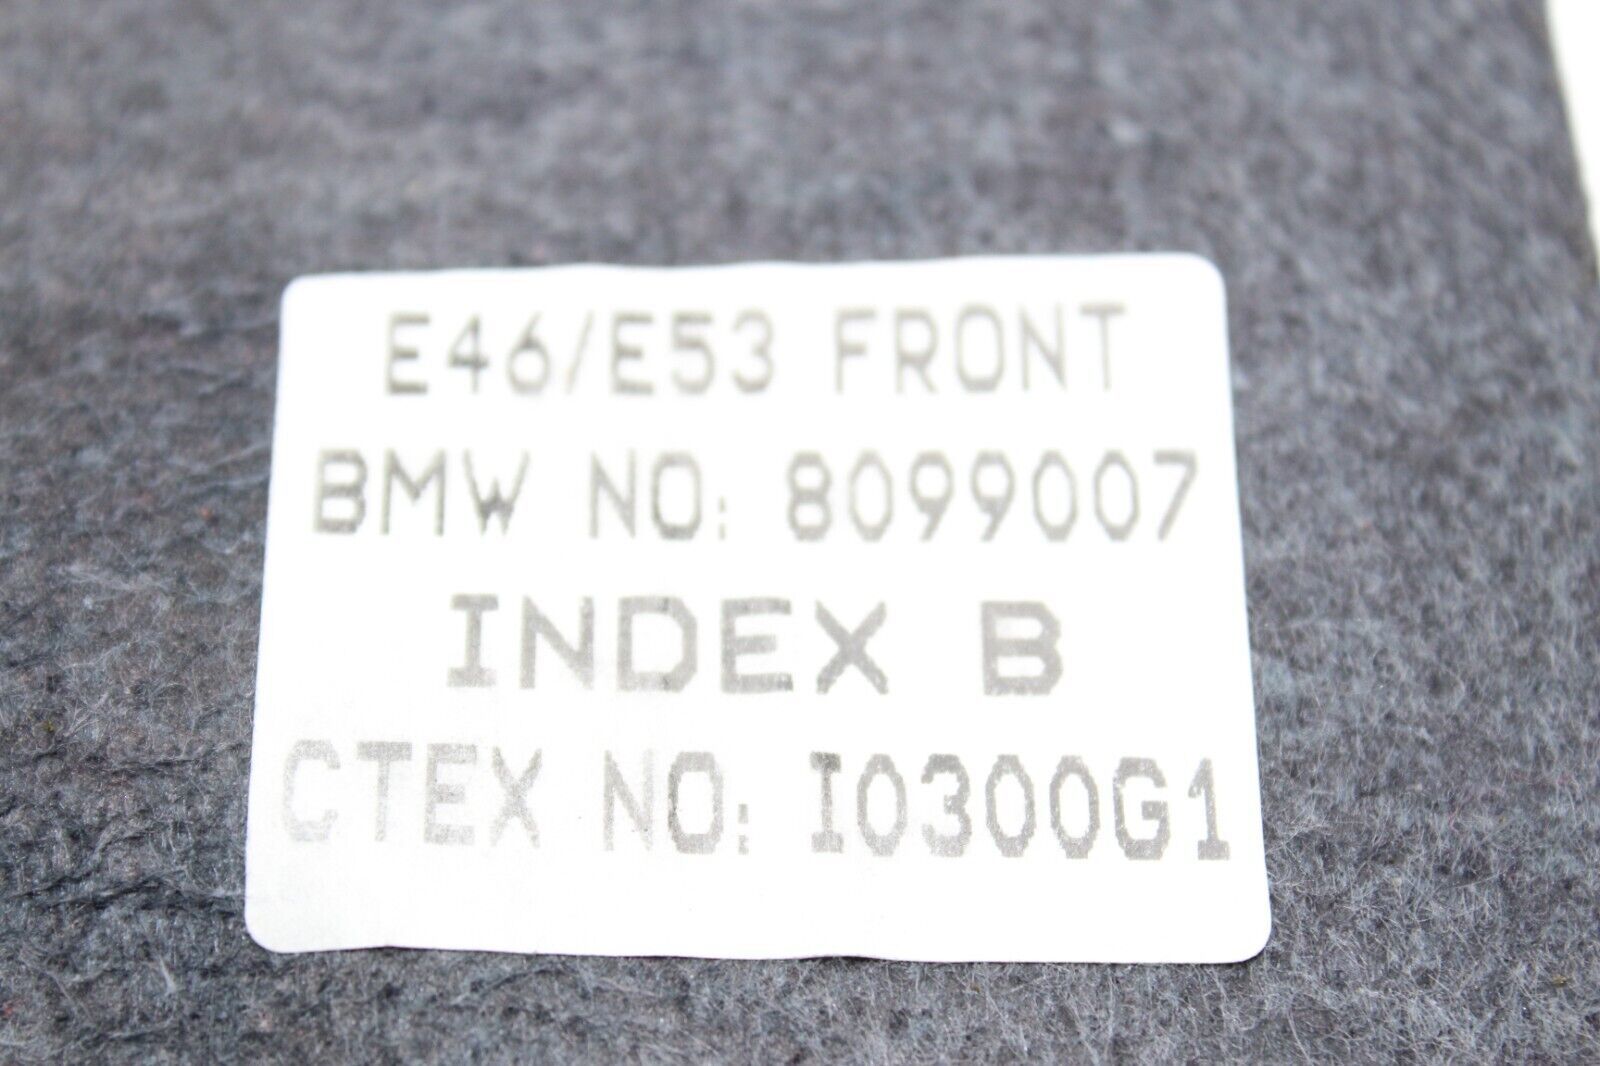 E46/E53 FRONT
BMW NO: 8099007
INDEX B
CTEX NO: I0300G1